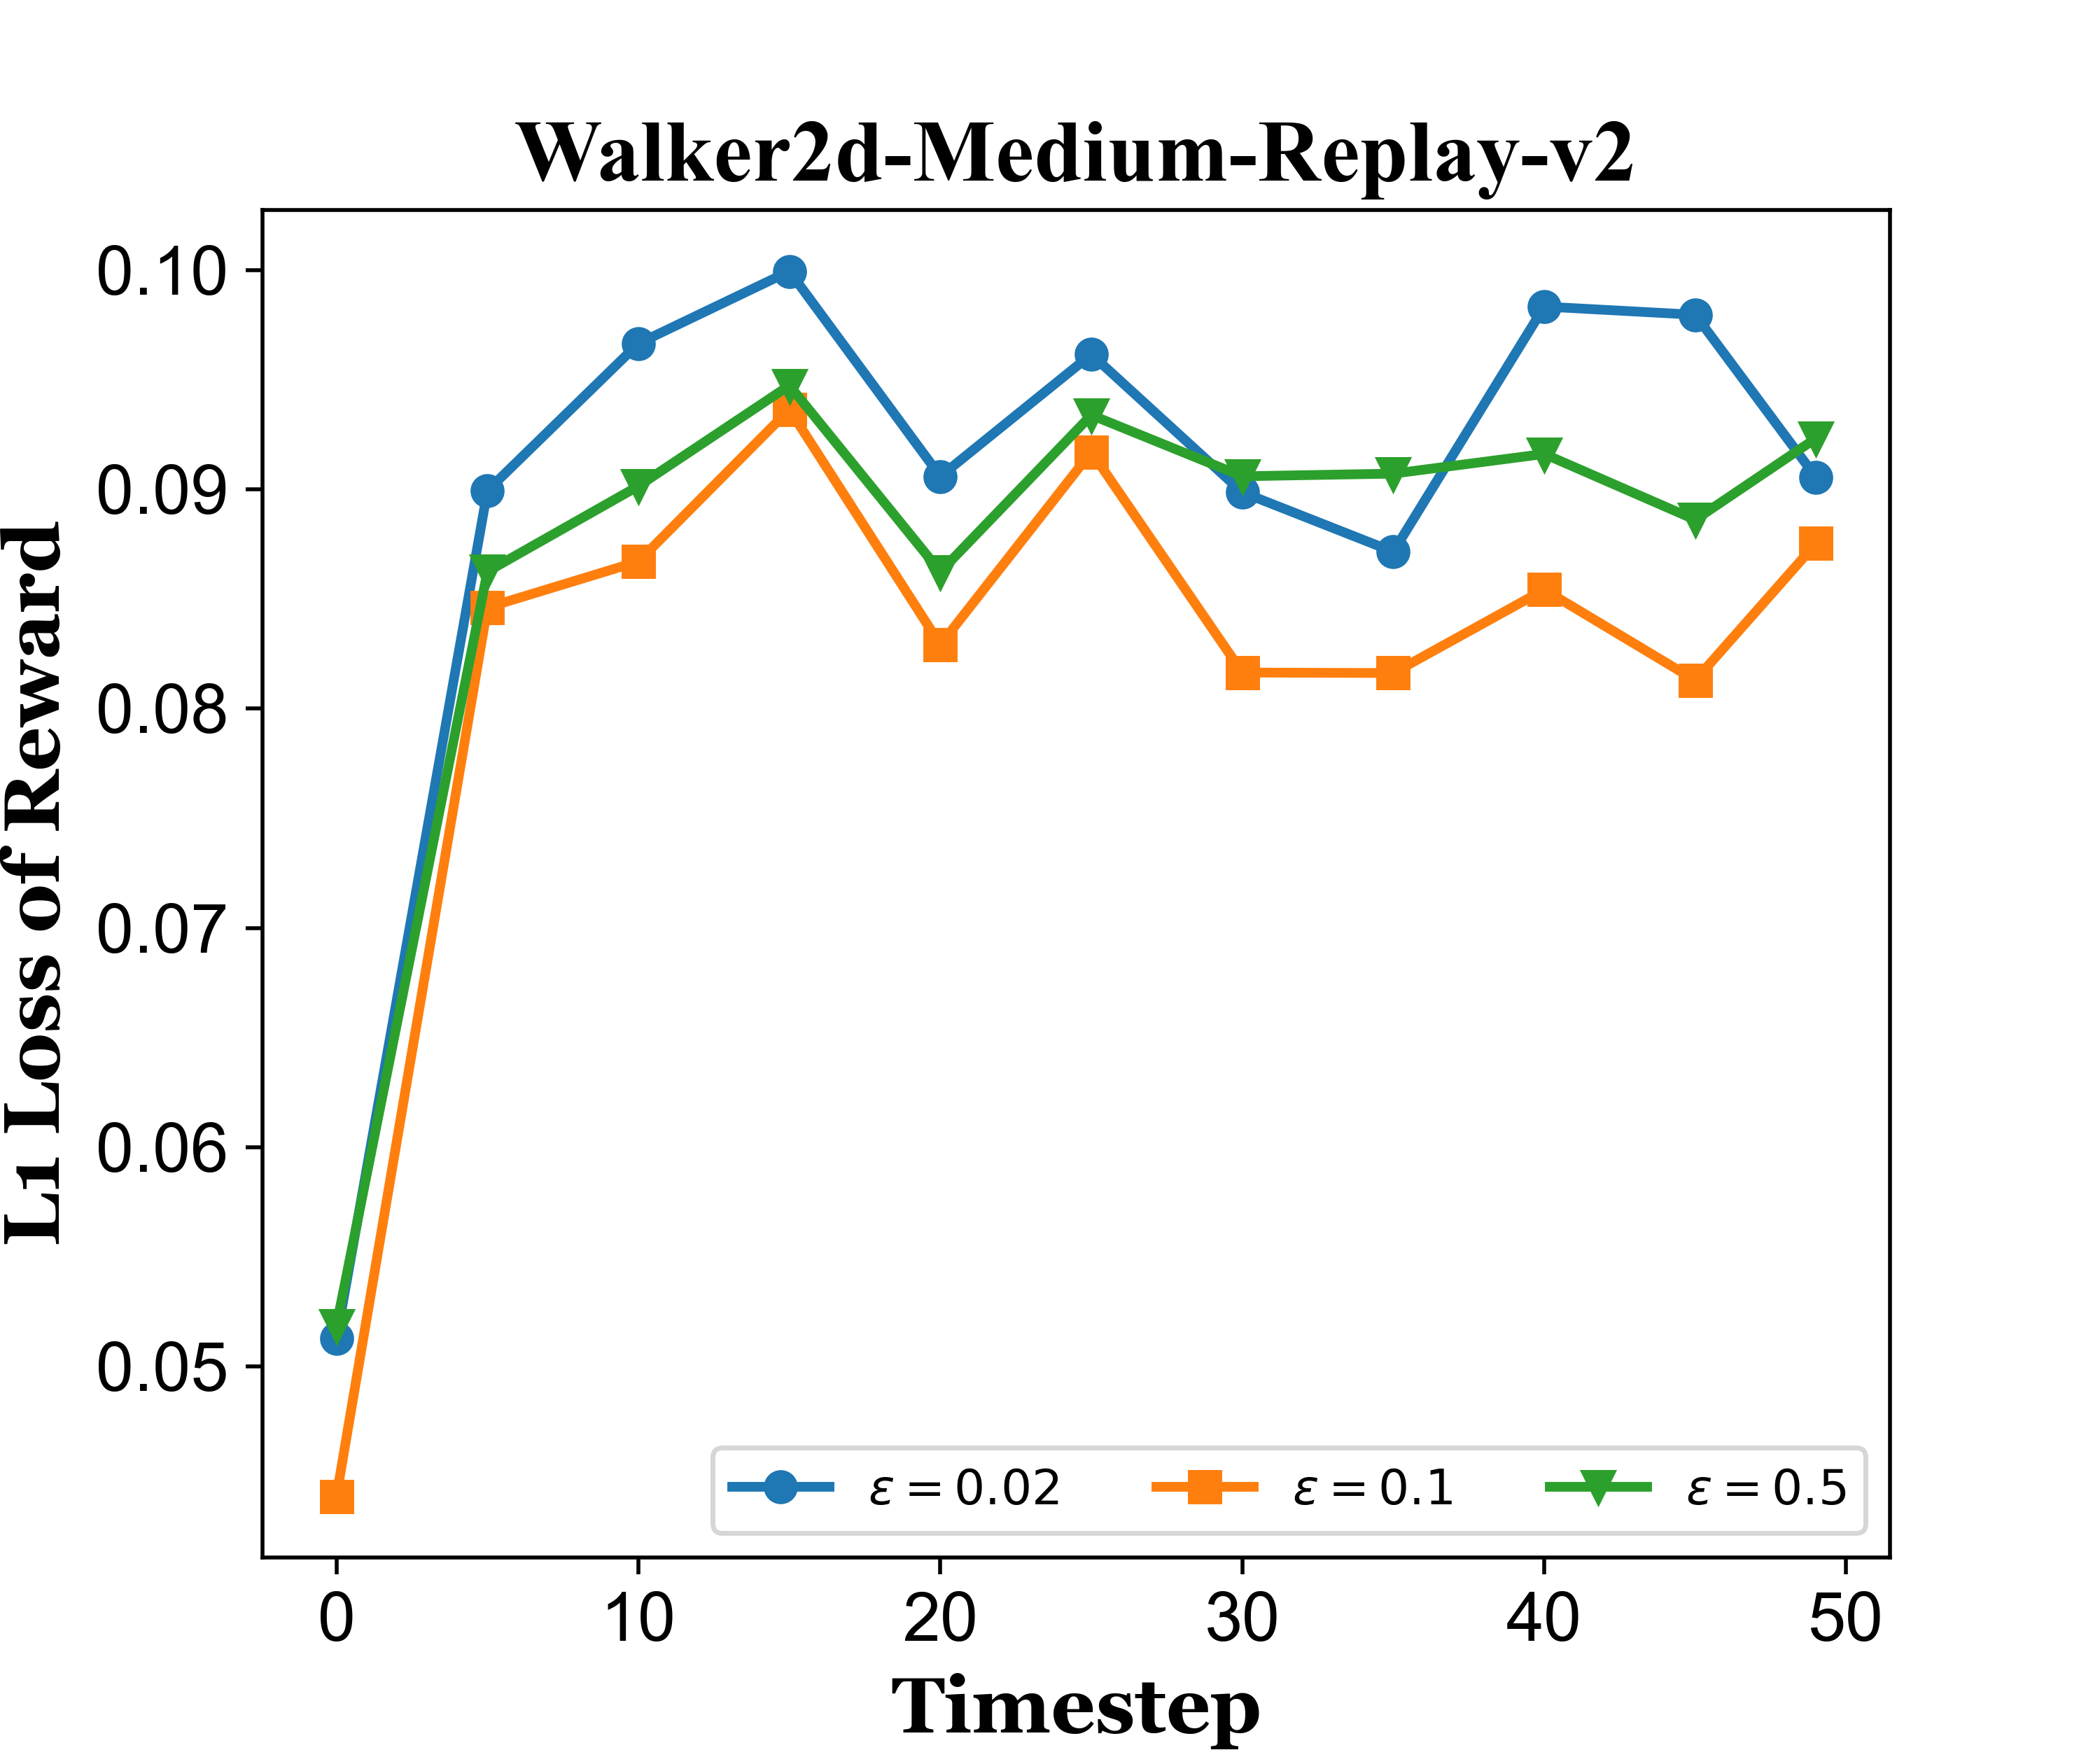 Walker2d-Medium-Replay-v2
L1 Loss of Reward
0.10
0.09
0.08
0.07
0.06
0.05
ε = 0.02
ε = 0.1
ε = 0.5
0 10 20 30 40 50
Timestep